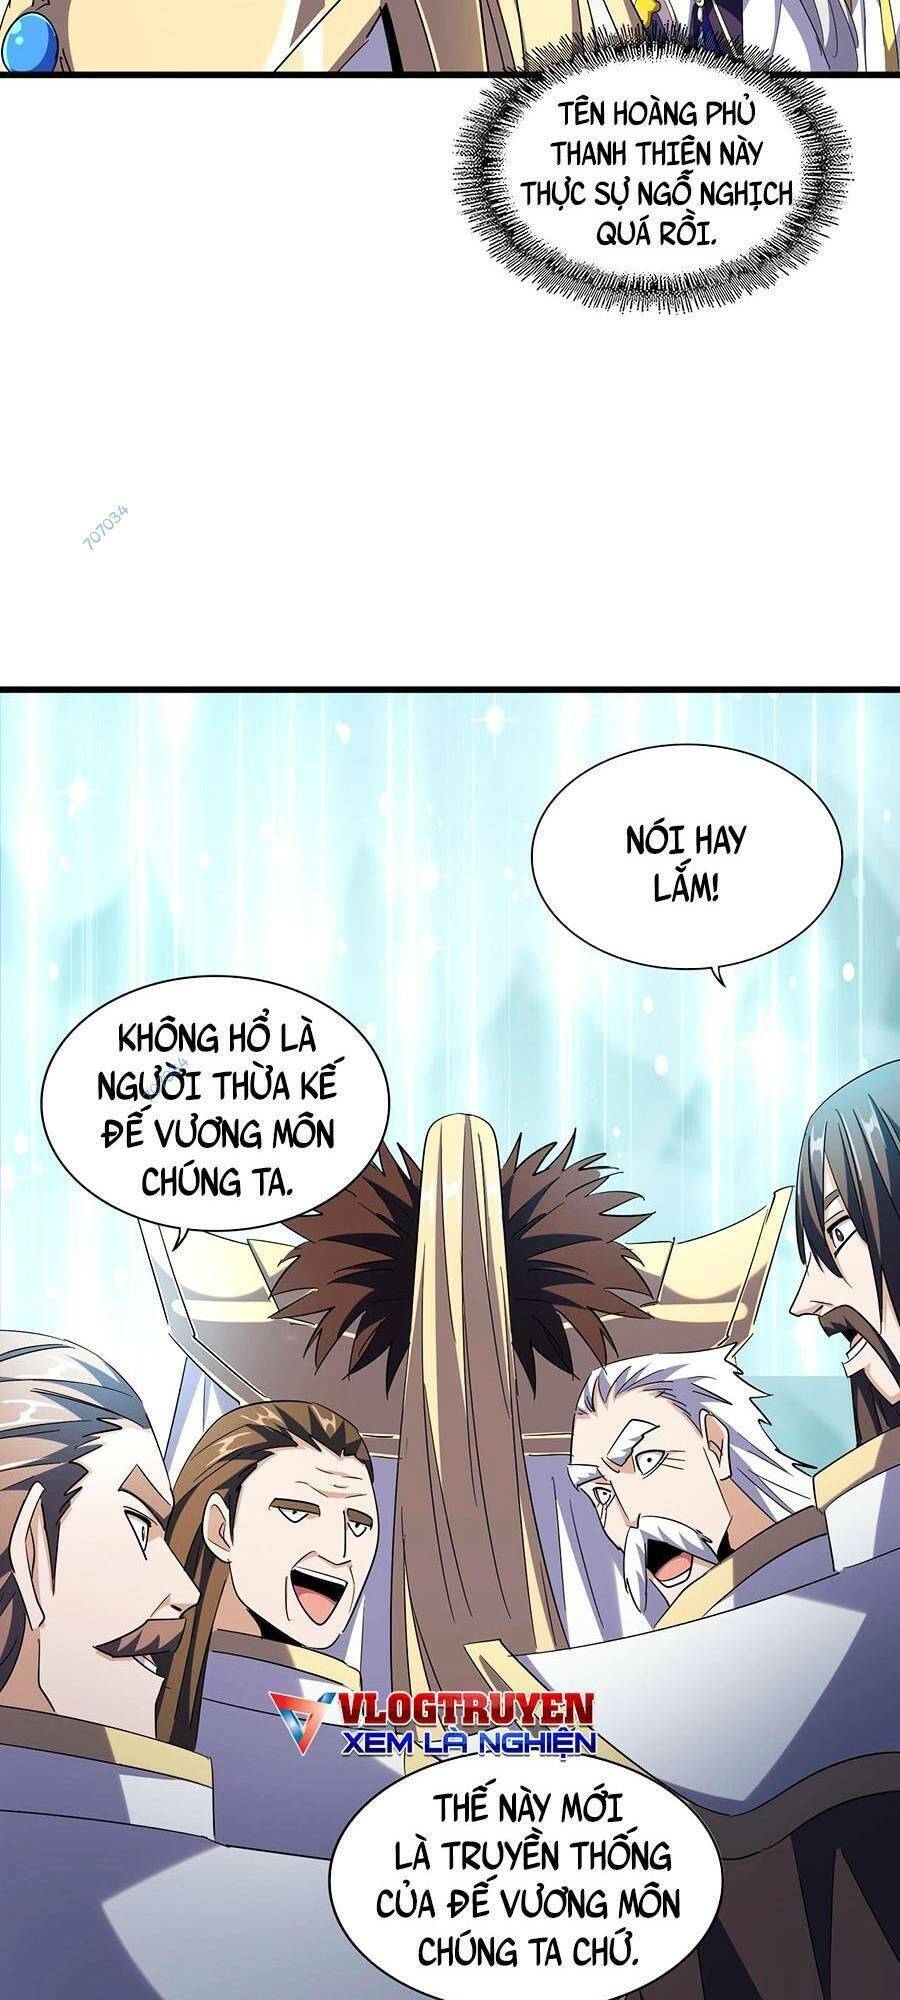 TÊN HOÀNG PHỦ
THANH THIÊN NÀY
THỰC SỰ NGỖ NGHỊCH
QUÁ RỒI.
707034
NÓI HAY
LẮM!
KHÔNG HỔ LÀ
NGƯỜI THỪA KẾ
ĐẾ VƯƠNG MÔN
CHÚNG TA.
707034
VLOGTRUYEN
XEM LÀ NGHIỆN
THẾ NÀY MỚI
LÀ TRUYỀN THỐNG
CỦA ĐẾ VƯƠNG MÔN
CHÚNG TA CHỨ.